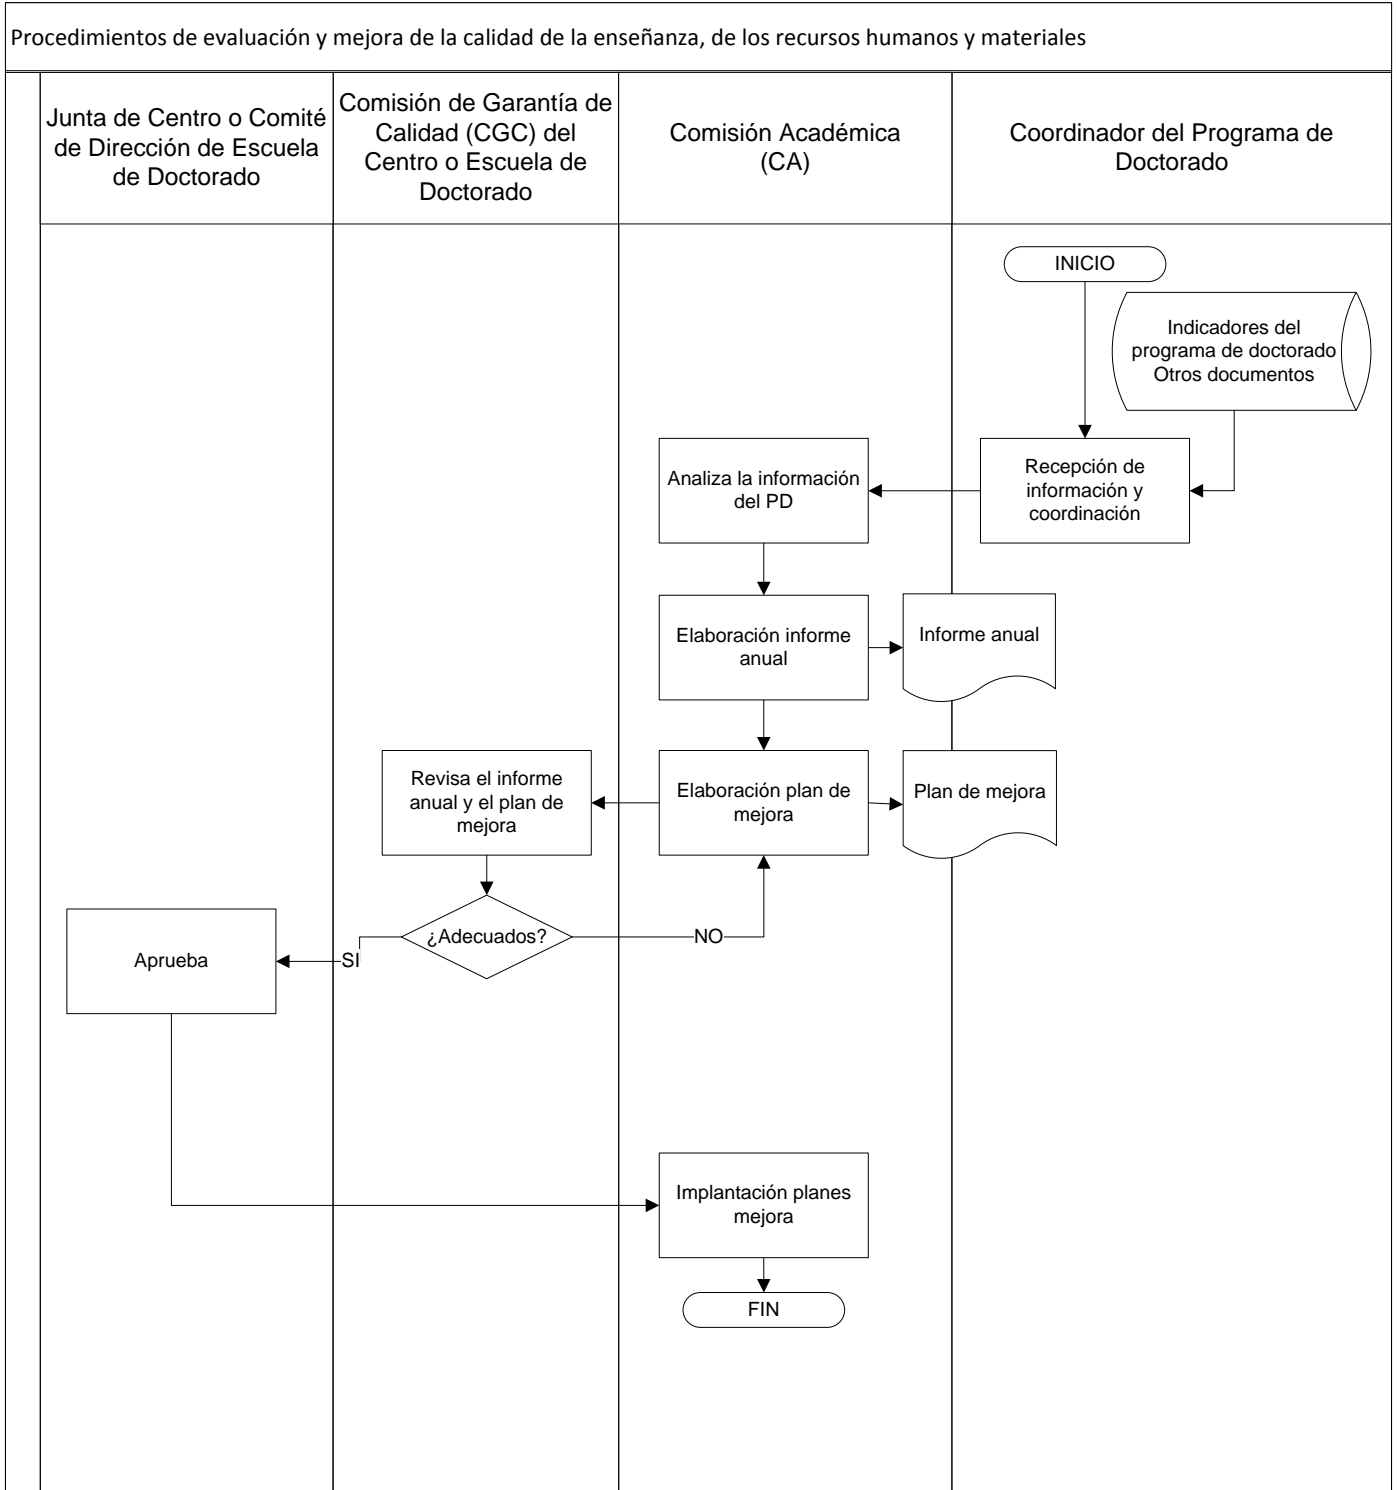 Procedimientos de evaluación y mejora de la calidad de la enseñanza, de los recursos humanos y materiales
Junta de Centro o Comité
de Dirección de Escuela
de Doctorado
Comisión de Garantía de
Calidad (CGC) del
Centro o Escuela de
Doctorado
Comisión Académica
(CA)
Coordinador del Programa de
Doctorado
INICIO
Indicadores del
programa de doctorado
Otros documentos
Recepción de
información y
coordinación
Analiza la información
del PD
Elaboración informe
anual
Informe anual
Elaboración plan de
mejora
Plan de mejora
Revisa el informe
anual y el plan de
mejora
¿Adecuados?
NO
SI
Aprueba
Implantación planes
mejora
FIN